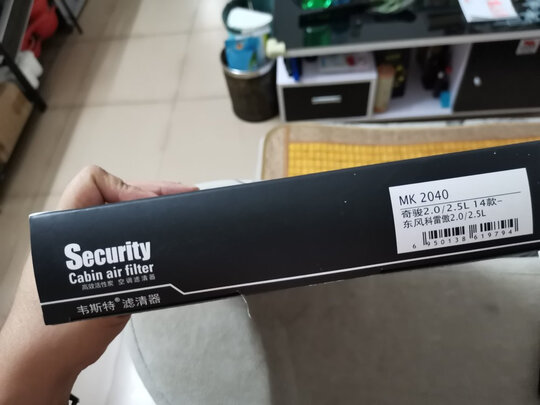 Security
Cabin air filter
高效活性炭 空调滤清器
韦斯特® 滤清器
MK 2040
奇骏2.0/2.5L 14款-
东风科雷傲2.0/2.5L
6 950138 619794